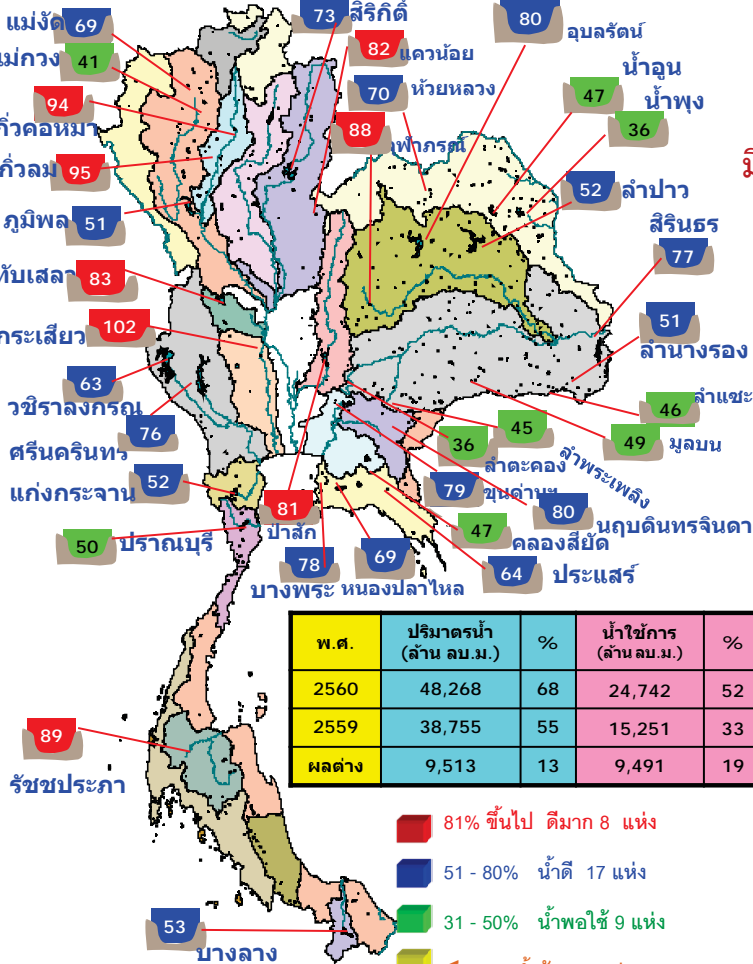 แม่งัด 69
73 สิริกิติ์
80 อุบลรัตน์
แม่กวง 41
82 แควน้อย
น้ำอูน
94
70 ห้วยหลวง
47 น้ำพุง
กิ่วคอหมา
88
36
95
52 ลำปาว
ภูมิพล 51
สิรินธร
ทับเสลา 83
77
กระเสียว 102
51
ลำนางรอง
63
วชิราลงกรณ
46 ลำแชะ
76
36
45
49 มูลบน
ศรีนครินทร
ลำตะคอง
ลำพระเพลิง
แก่งกระจาน 52
79
ขุนด่านฯ
81
80
นฤบดินทรจินดา
50 ปราณบุรี
ป่าสัก
47
คลองสียัด
78
69
64 ประแสร์
บางพระ หนองปลาไหล
พ.ศ. ปริมาตรน้ำ (ล้าน ลบ.ม.) % น้ำใช้การ (ล้าน ลบ.ม.) %
2560 48,268 68 24,742 52
2559 38,755 55 15,251 33
ผลต่าง 9,513 13 9,491 19
89
รัชชประภา
81% ขึ้นไป ดีมาก 8 แห่ง
51 - 80% น้ำดี 17 แห่ง
31 - 50% น้ำพอใช้ 9 แห่ง
53
บางลาง